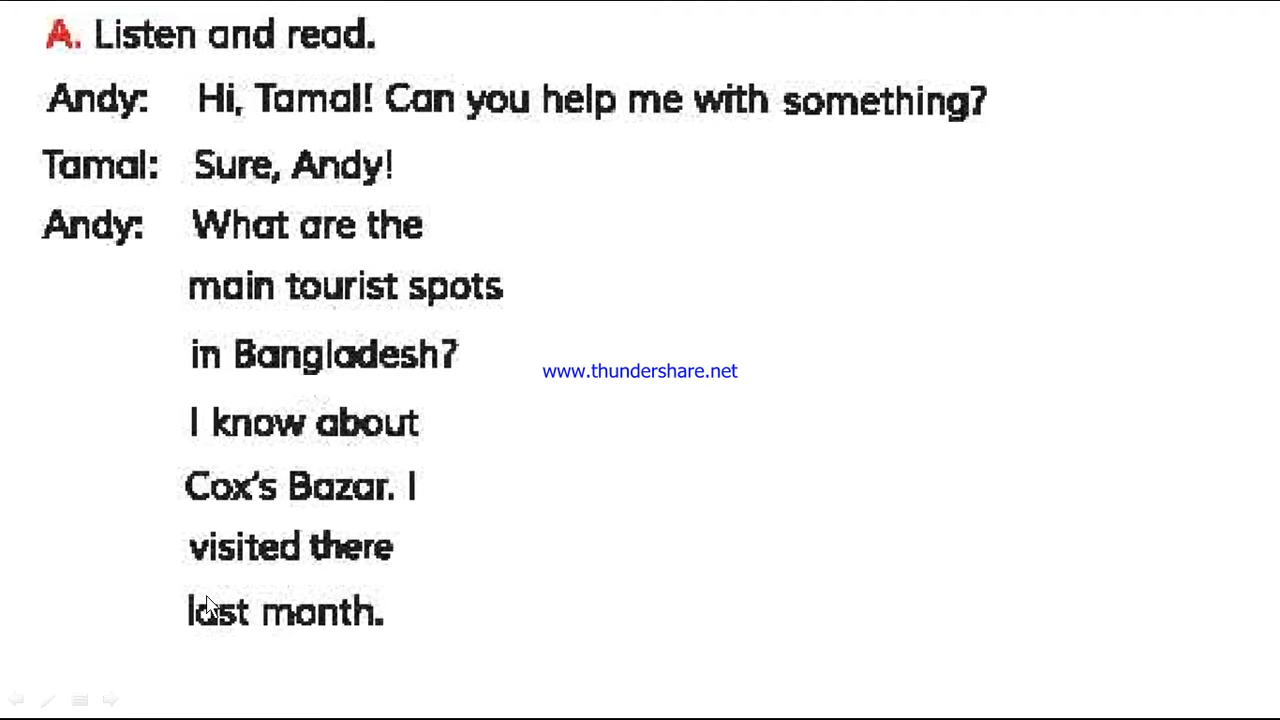 A. Listen and read.
Andy: Hi, Tamal! Can you help me with something?
Tamal: Sure, Andy!
Andy: What are the
main tourist spots
in Bangladesh?
www.thundershare.net
I know about
Cox's Bazar. I
visited there
last month.